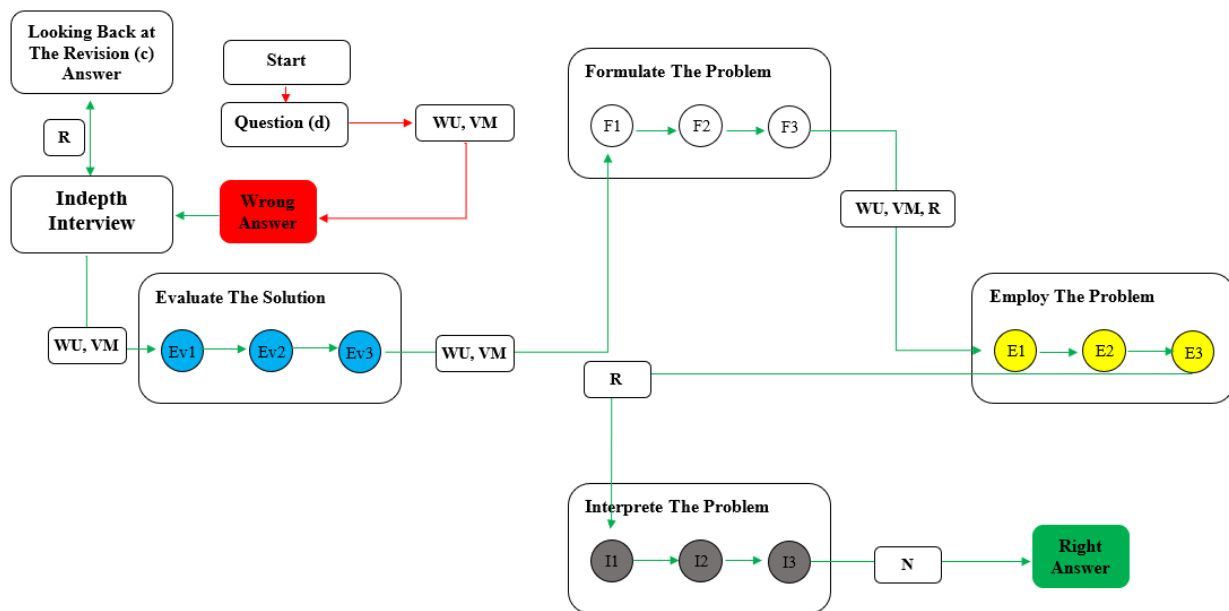 Looking Back at
The Revision (c)
Answer
R
Indepth
Interview
Start
Question (d)
WU, VM
Wrong
Answer
WU, VM
Evaluate The Solution
Ev1
Ev2
Ev3
WU, VM
Formulate The Problem
F1
F2
F3
WU, VM, R
Employ The Problem
E1
E2
E3
R
Interprete The Problem
I1
I2
I3
N
Right
Answer